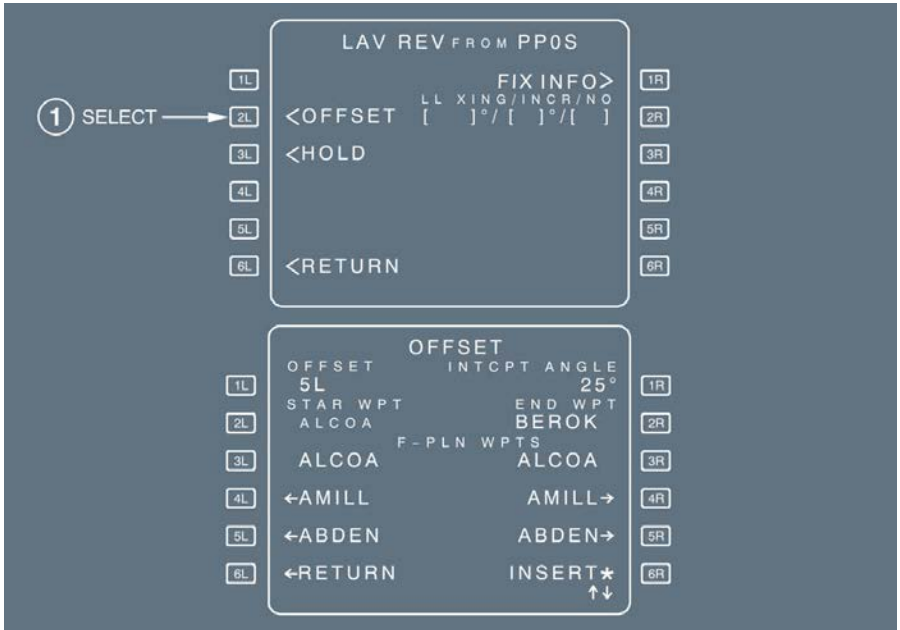 LAV REV FROM PP0S
1L FIX INFO> 1R
LL XING/INCR/NO
1 SELECT 2L <OFFSET [ ]°/[ ]°/[ ] 2R
3L <HOLD 3R
4L 4R
5L 5R
6L <RETURN 6R
OFFSET
OFFSET INTCPT ANGLE
1L 5L 25° 1R
STAR WPT END WPT
2L ALCOA BEROK 2R
F-PLN WPTS
3L ALCOA ALCOA 3R
4L ←AMILL AMILL→ 4R
5L ←ABDEN ABDEN→ 5R
6L ←RETURN INSERT* 6R
↑↓